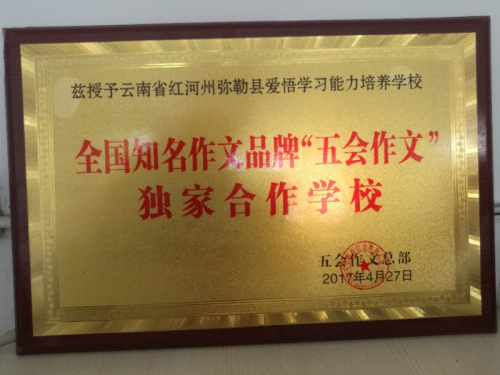 兹授予云南省红河州弥勒县爱悟学习能力培养学校
全国知名作文品牌“五会作文”
独家合作学校
五会作文总部
2017年4月27日